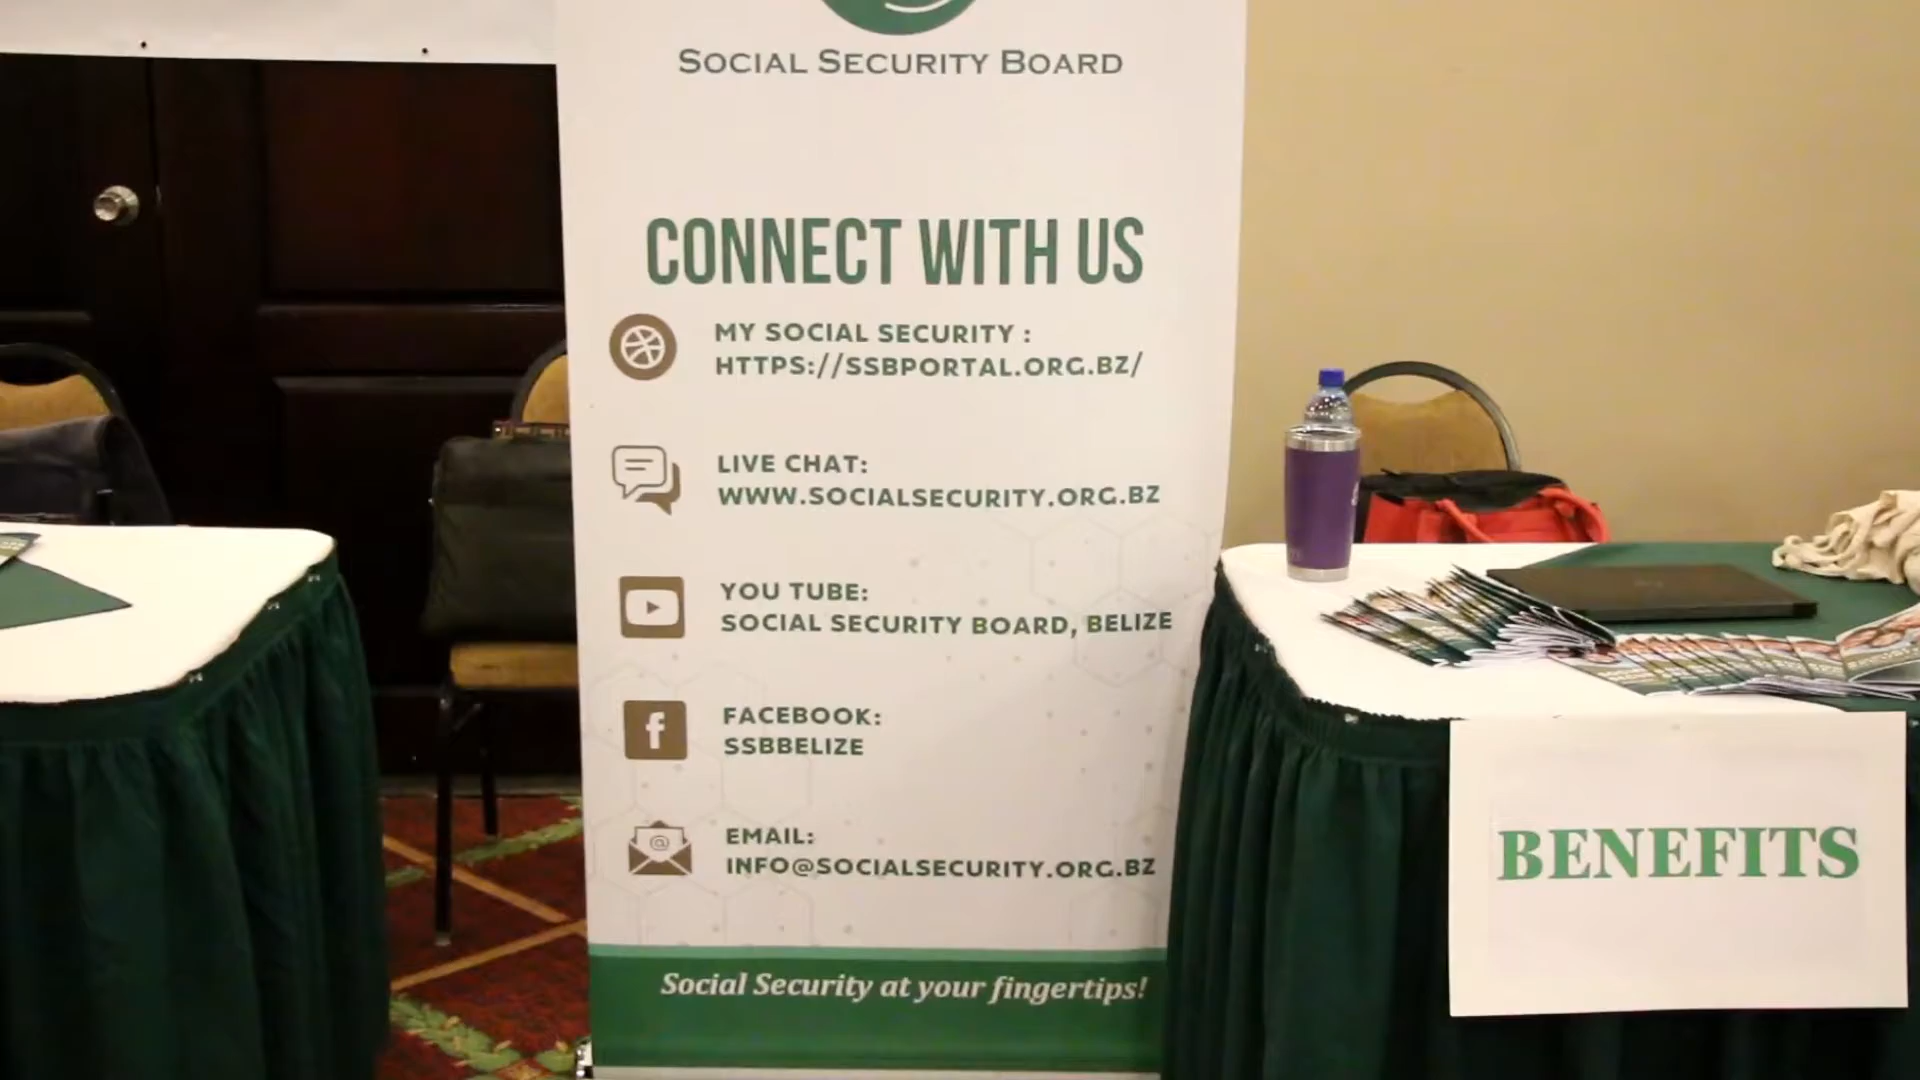 SOCIAL SECURITY BOARD
CONNECT WITH US
MY SOCIAL SECURITY :
HTTPS://SSBPORTAL.ORG.BZ/
LIVE CHAT:
WWW.SOCIALSECURITY.ORG.BZ
YOU TUBE:
SOCIAL SECURITY BOARD, BELIZE
FACEBOOK:
SSBBELIZE
EMAIL:
INFO@SOCIALSECURITY.ORG.BZ
Social Security at your fingertips!
BENEFITS